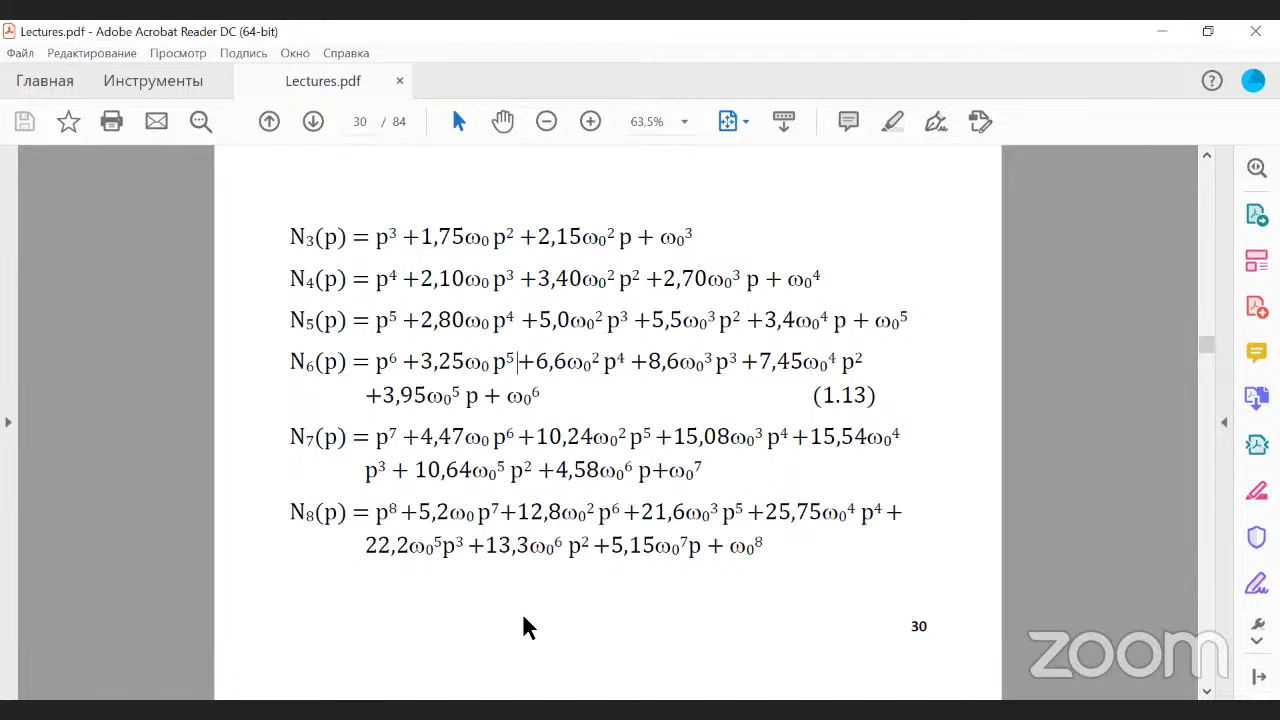 Lectures.pdf - Adobe Acrobat Reader DC (64-bit)
Файл Редактирование Просмотр Подпись Окно Справка
Главная Инструменты Lectures.pdf ×
30 / 84 63,5%
N₃(p) = p³ +1,75ω₀ p² +2,15ω₀² p + ω₀³
N₄(p) = p⁴ +2,10ω₀ p³ +3,40ω₀² p² +2,70ω₀³ p + ω₀⁴
N₅(p) = p⁵ +2,80ω₀ p⁴ +5,0ω₀² p³ +5,5ω₀³ p² +3,4ω₀⁴ p + ω₀⁵
N₆(p) = p⁶ +3,25ω₀ p⁵ +6,6ω₀² p⁴ +8,6ω₀³ p³ +7,45ω₀⁴ p²
+3,95ω₀⁵ p + ω₀⁶ (1.13)
N₇(p) = p⁷ +4,47ω₀ p⁶ +10,24ω₀² p⁵ +15,08ω₀³ p⁴ +15,54ω₀⁴
p³ + 10,64ω₀⁵ p² +4,58ω₀⁶ p+ω₀⁷
N₈(p) = p⁸ +5,2ω₀ p⁷+12,8ω₀² p⁶ +21,6ω₀³ p⁵ +25,75ω₀⁴ p⁴ +
22,2ω₀⁵p³ +13,3ω₀⁶ p² +5,15ω₀⁷p + ω₀⁸
30
zoom